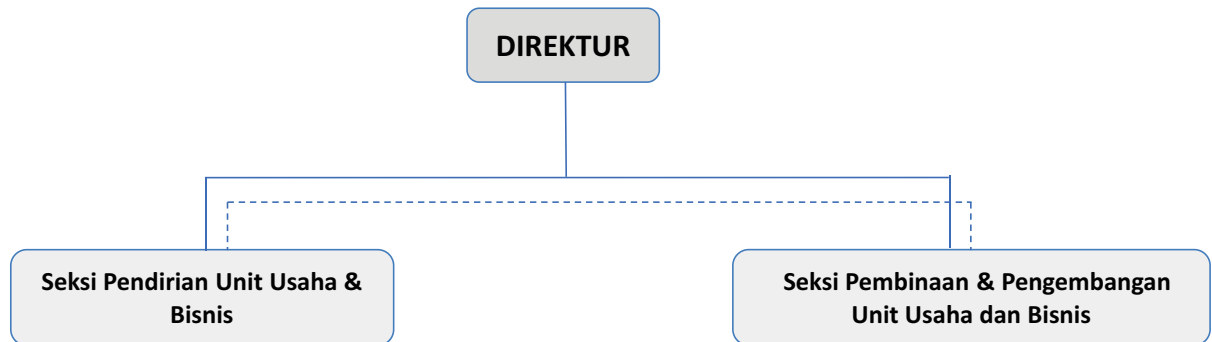 DIREKTUR
Seksi Pendirian Unit Usaha &
Bisnis
Seksi Pembinaan & Pengembangan
Unit Usaha dan Bisnis